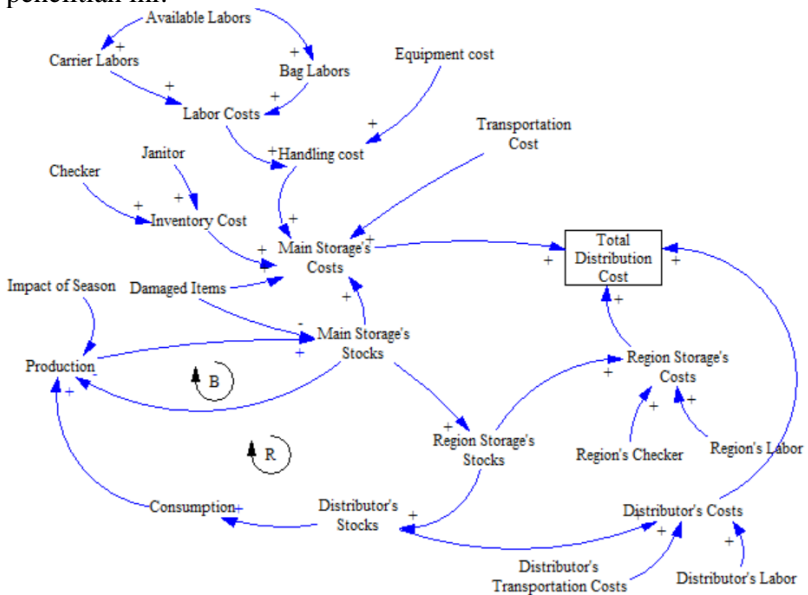 penelitian ini.
Available Labors
+
+
Carrier Labors
Bag Labors
Equipment cost
+
+
Labor Costs
+
Transportation
Cost
Janitor
+
Handling cost
Checker
+
+
Inventory Cost
+
+
Main Storage's
Costs
+
+
Total
Distribution
Cost
+
+
Impact of Season
Damaged Items
+
+
-
Main Storage's
Stocks
+
Production
-
+
B
Region Storage's
Costs
+
+
+
+
Region Storage's
Stocks
R
Region's Checker
Region's Labor
Consumption
+
Distributor's
Stocks
+
+
Distributor's Costs
+
+
Distributor's
Transportation Costs
Distributor's Labor